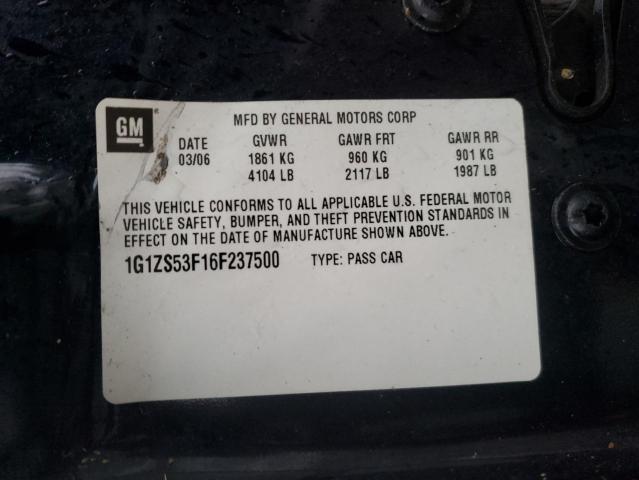 GM
MFD BY GENERAL MOTORS CORP
DATE GVWR GAWR FRT GAWR RR
03/06 1861 KG 960 KG 901 KG
4104 LB 2117 LB 1987 LB
THIS VEHICLE CONFORMS TO ALL APPLICABLE U.S. FEDERAL MOTOR
VEHICLE SAFETY, BUMPER, AND THEFT PREVENTION STANDARDS IN
EFFECT ON THE DATE OF MANUFACTURE SHOWN ABOVE.
1G1ZS53F16F237500 TYPE: PASS CAR